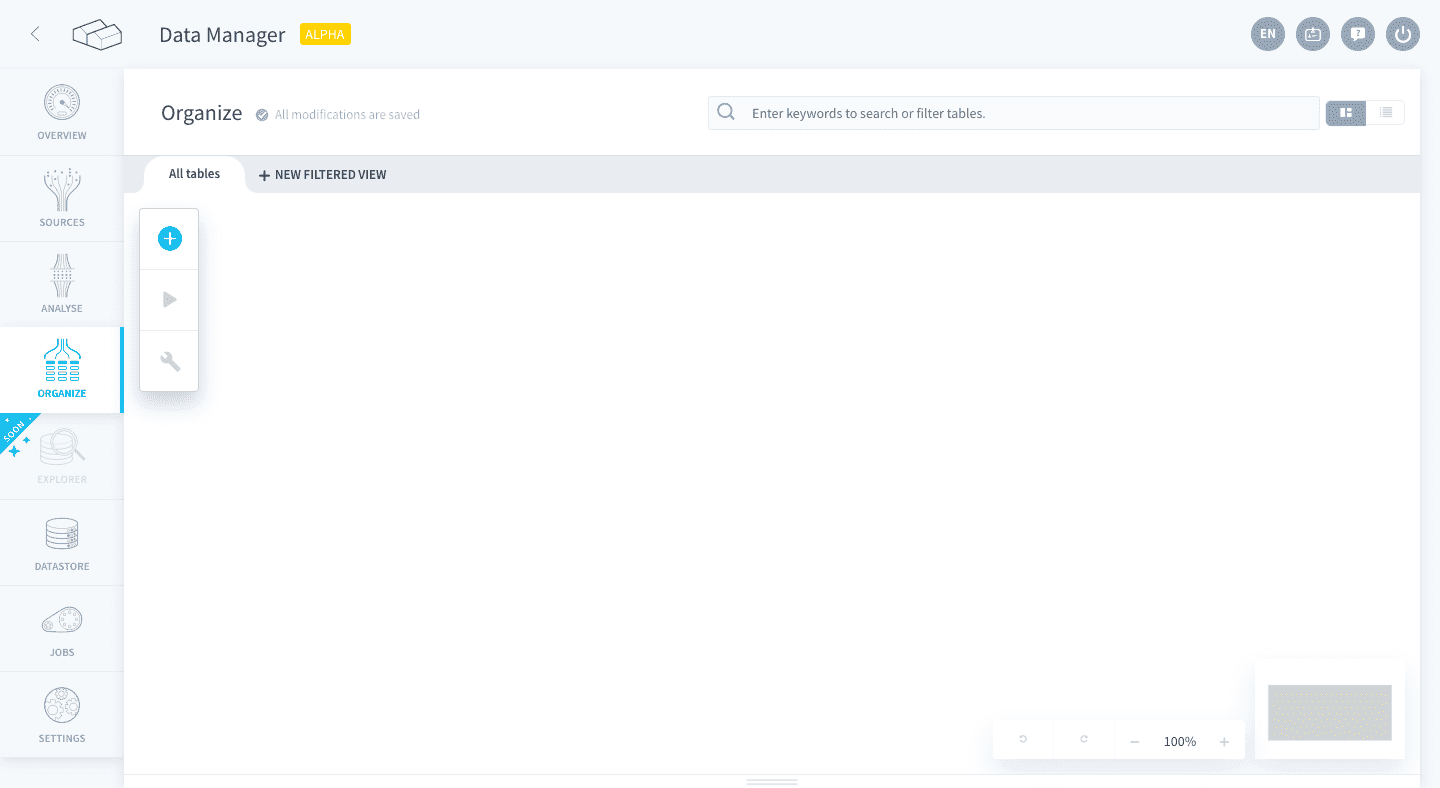 Data Manager
ALPHA
EN
OVERVIEW
SOURCES
ANALYSE
ORGANIZE
SOON
EXPLORER
DATASTORE
JOBS
SETTINGS
Organize
All modifications are saved
Enter keywords to search or filter tables.
All tables
NEW FILTERED VIEW
100%